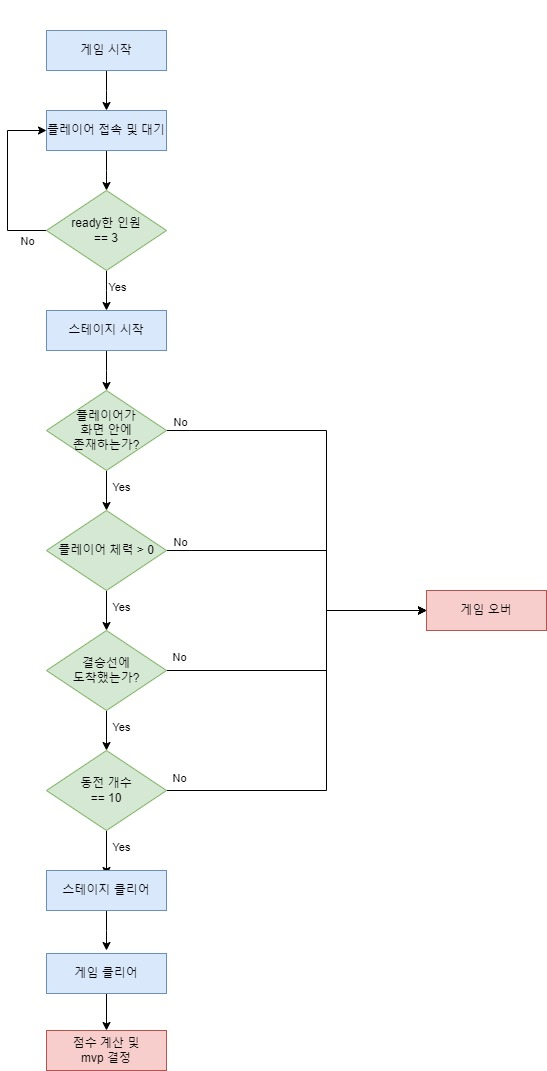 게임 시작
플레이어 접속 및 대기
ready한 인원
== 3
No
Yes
스테이지 시작
플레이어가
화면 안에
존재하는가?
No
Yes
플레이어 체력 > 0
No
Yes
게임 오버
결승선에
도착했는가?
No
Yes
동전 개수
== 10
No
Yes
스테이지 클리어
게임 클리어
점수 계산 및
mvp 결정